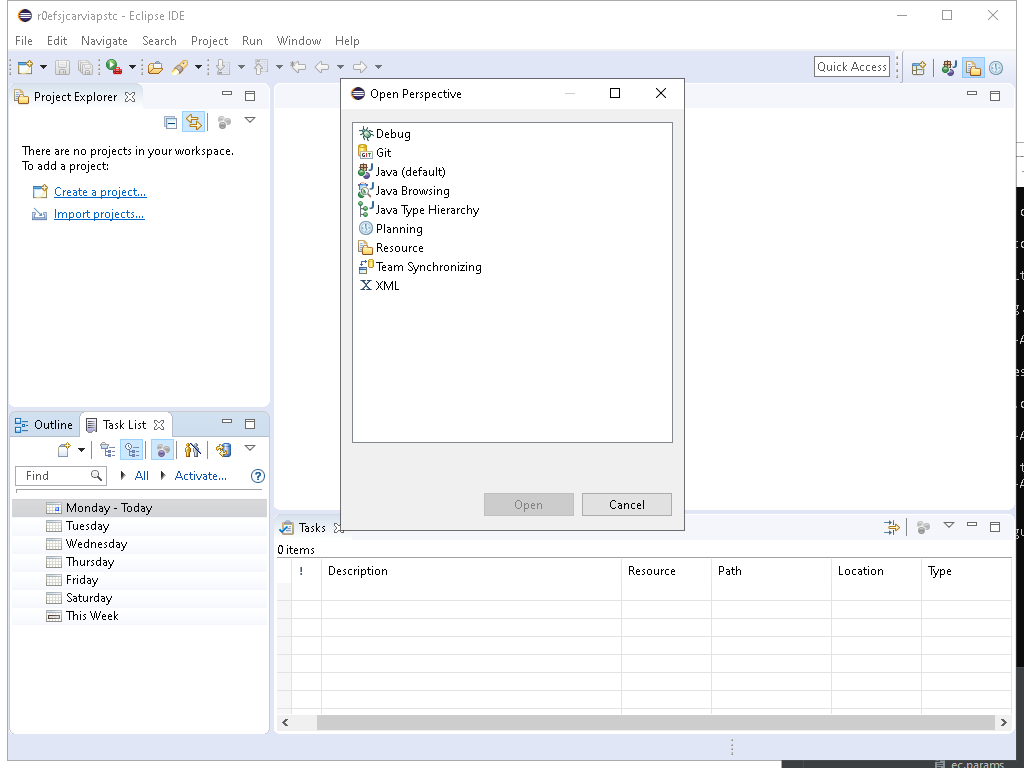 r0efsjcarviapstc - Eclipse IDE
File Edit Navigate Search Project Run Window Help
Quick Access
Project Explorer
There are no projects in your workspace.
To add a project:
Create a project...
Import projects...
Open Perspective
Debug
Git
Java (default)
Java Browsing
Java Type Hierarchy
Planning
Resource
Team Synchronizing
XML
Open Cancel
Outline Task List
Find All Activate...
Monday - Today
Tuesday
Wednesday
Thursday
Friday
Saturday
This Week
Tasks
0 items
! Description Resource Path Location Type
ec.params